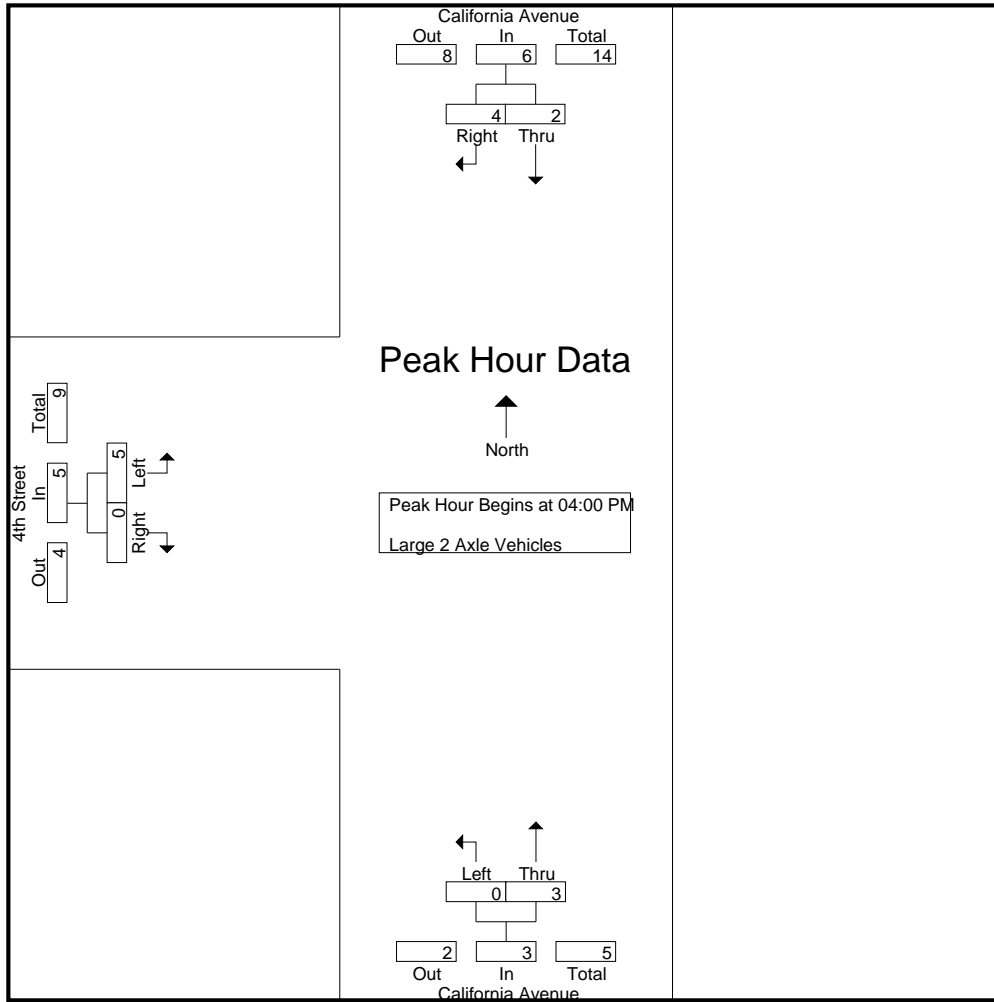 California Avenue
Out In Total
8 6 14
4 2
Right Thru
Peak Hour Data
North
Peak Hour Begins at 04:00 PM
Large 2 Axle Vehicles
4th Street
Out In Total
4 5 9
0 5
Right Left
Left Thru
0 3
2 3 5
Out In Total
California Avenue